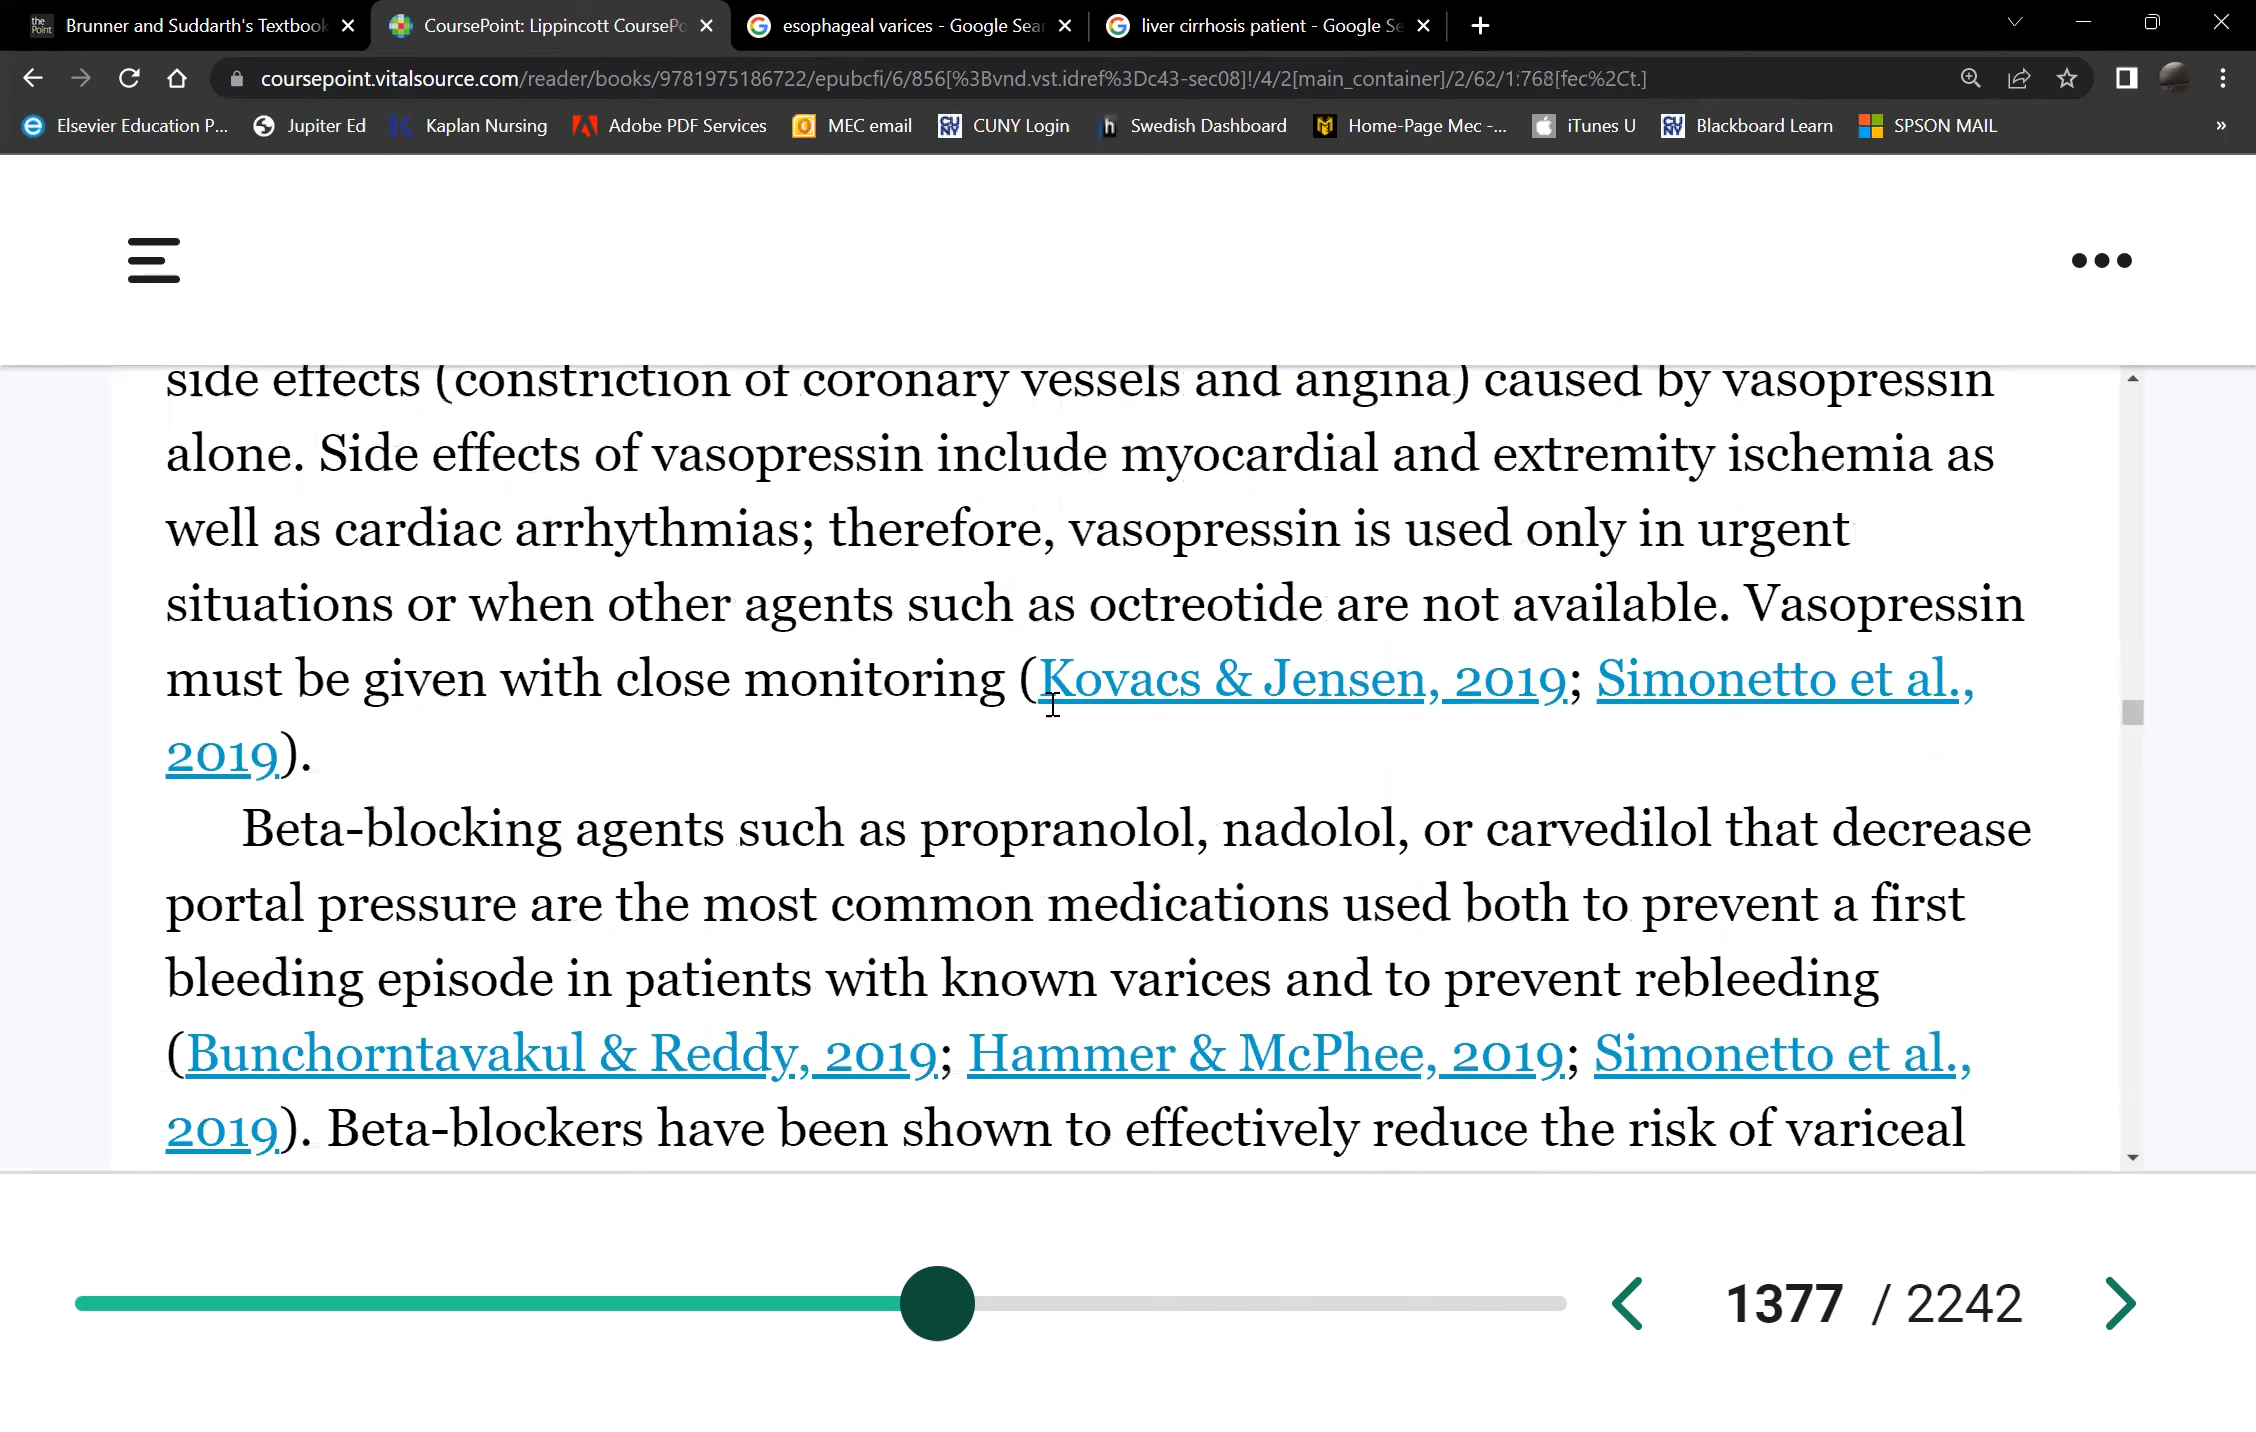 the Point
Brunner and Suddarth's Textbook
CoursePoint: Lippincott CoursePo
esophageal varices - Google Sear
liver cirrhosis patient - Google Se
coursepoint.vitalsource.com/reader/books/9781975186722/epubcfi/6/856[%3Bvnd.vst.idref%3Dc43-sec08]!/4/2[main_container]/2/62/1:768[fec%2Ct.]
Elsevier Education P... Jupiter Ed Kaplan Nursing Adobe PDF Services MEC email CUNY Login Swedish Dashboard Home-Page Mec -... iTunes U Blackboard Learn SPSON MAIL »
side effects (constriction of coronary vessels and angina) caused by vasopressin
alone. Side effects of vasopressin include myocardial and extremity ischemia as
well as cardiac arrhythmias; therefore, vasopressin is used only in urgent
situations or when other agents such as octreotide are not available. Vasopressin
must be given with close monitoring (Kovacs & Jensen, 2019; Simonetto et al.,
2019).
Beta-blocking agents such as propranolol, nadolol, or carvedilol that decrease
portal pressure are the most common medications used both to prevent a first
bleeding episode in patients with known varices and to prevent rebleeding
(Bunchorntavakul & Reddy, 2019; Hammer & McPhee, 2019; Simonetto et al.,
2019). Beta-blockers have been shown to effectively reduce the risk of variceal
1377 / 2242